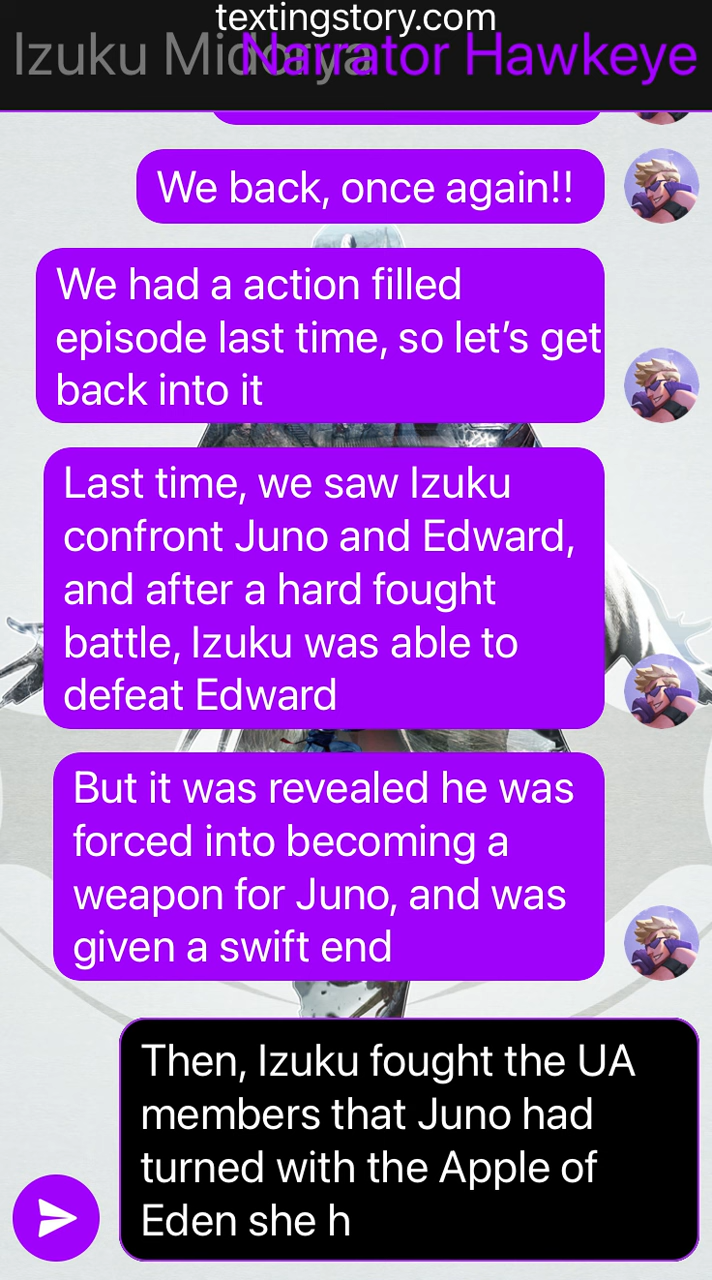 textingstory.com
Izuku Midoriya
Narrator Hawkeye
We back, once again!!
We had a action filled
episode last time, so let’s get
back into it
Last time, we saw Izuku
confront Juno and Edward,
and after a hard fought
battle, Izuku was able to
defeat Edward
But it was revealed he was
forced into becoming a
weapon for Juno, and was
given a swift end
Then, Izuku fought the UA
members that Juno had
turned with the Apple of
Eden she h